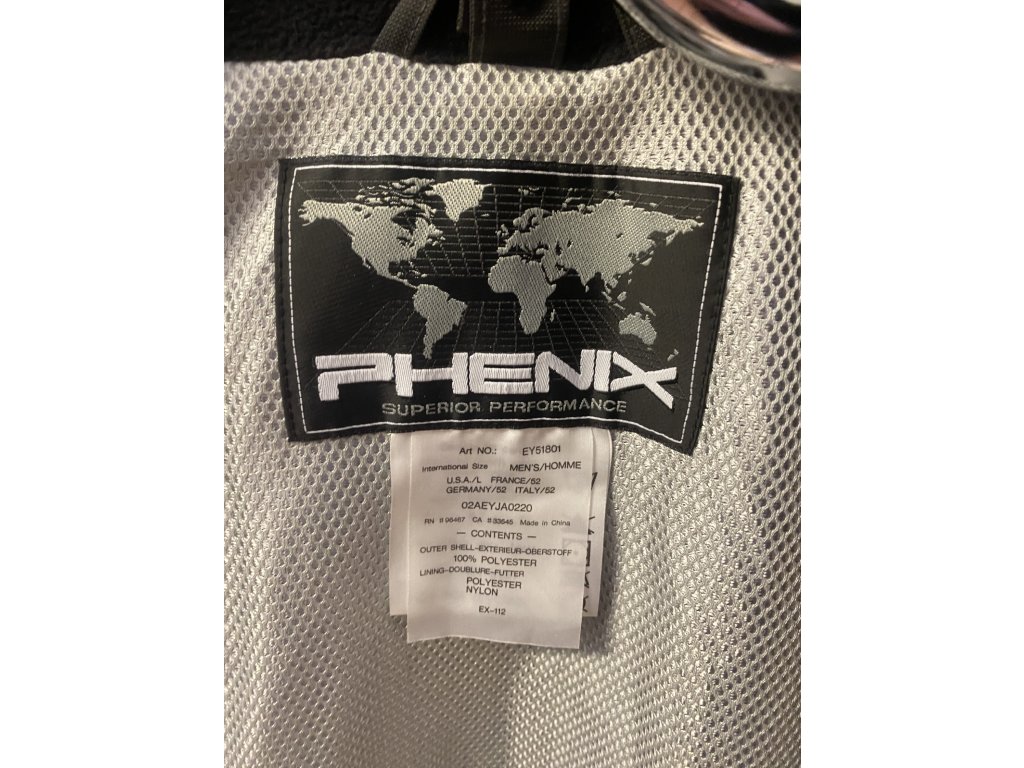 PHENIX
SUPERIOR PERFORMANCE
Art NO.: EY51801
International Size MEN'S/HOMME
U.S.A./L FRANCE/52
GERMANY/52 ITALY/52
02AEYJA0220
RN # 96467 CA # 33645 Made in China
— CONTENTS —
OUTER SHELL-EXTERIEUR-OBERSTOFF
100% POLYESTER
LINING-DOUBLURE-FUTTER
POLYESTER
NYLON
EX-112